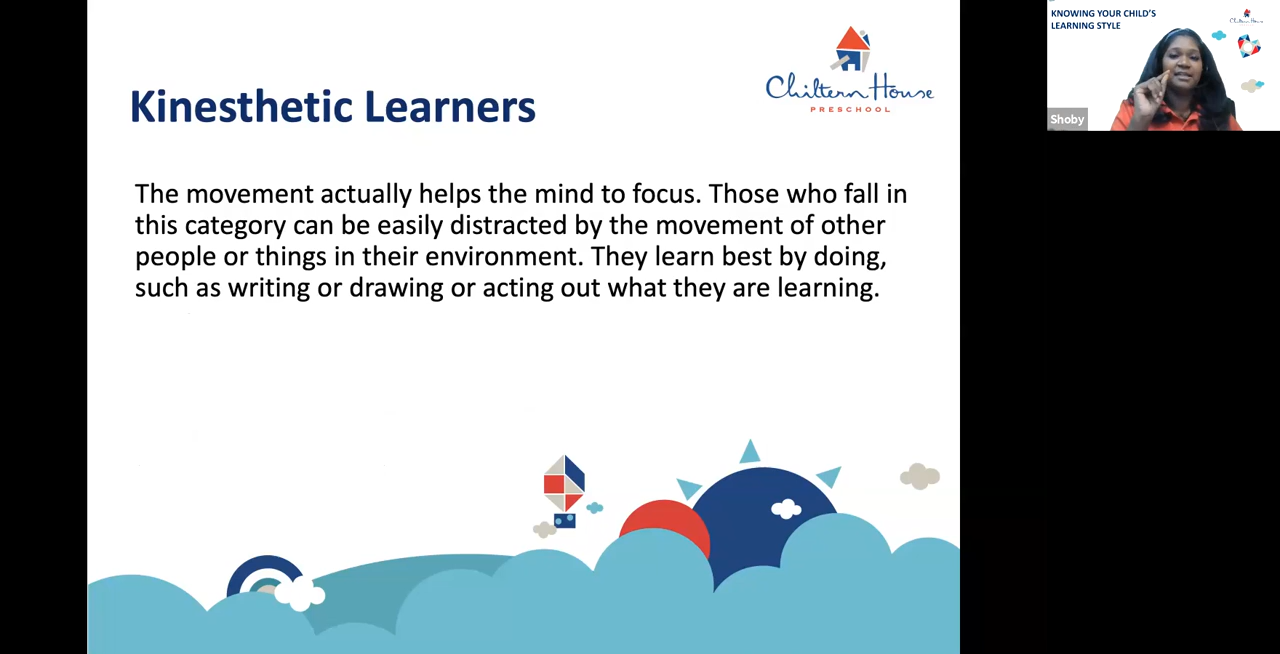 Kinesthetic Learners
Chiltern House
PRESCHOOL
The movement actually helps the mind to focus. Those who fall in
this category can be easily distracted by the movement of other
people or things in their environment. They learn best by doing,
such as writing or drawing or acting out what they are learning.
KNOWING YOUR CHILD'S
LEARNING STYLE
Chiltern House
Shoby